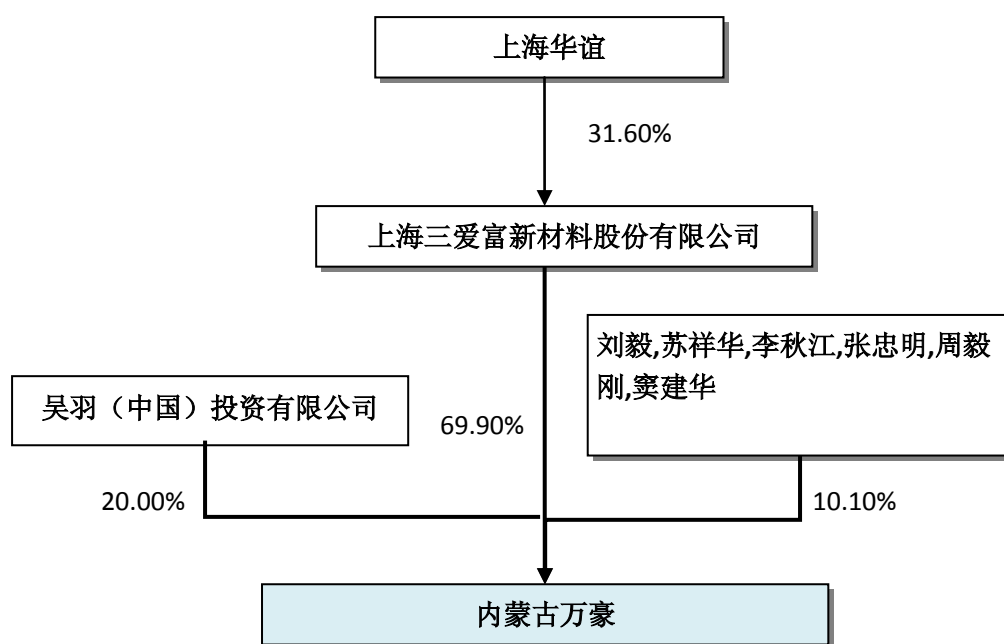 上海华谊
31.60%
上海三爱富新材料股份有限公司
刘毅,苏祥华,李秋江,张忠明,周毅
刚,窦建华
吴羽（中国）投资有限公司
69.90%
20.00%
10.10%
内蒙古万豪